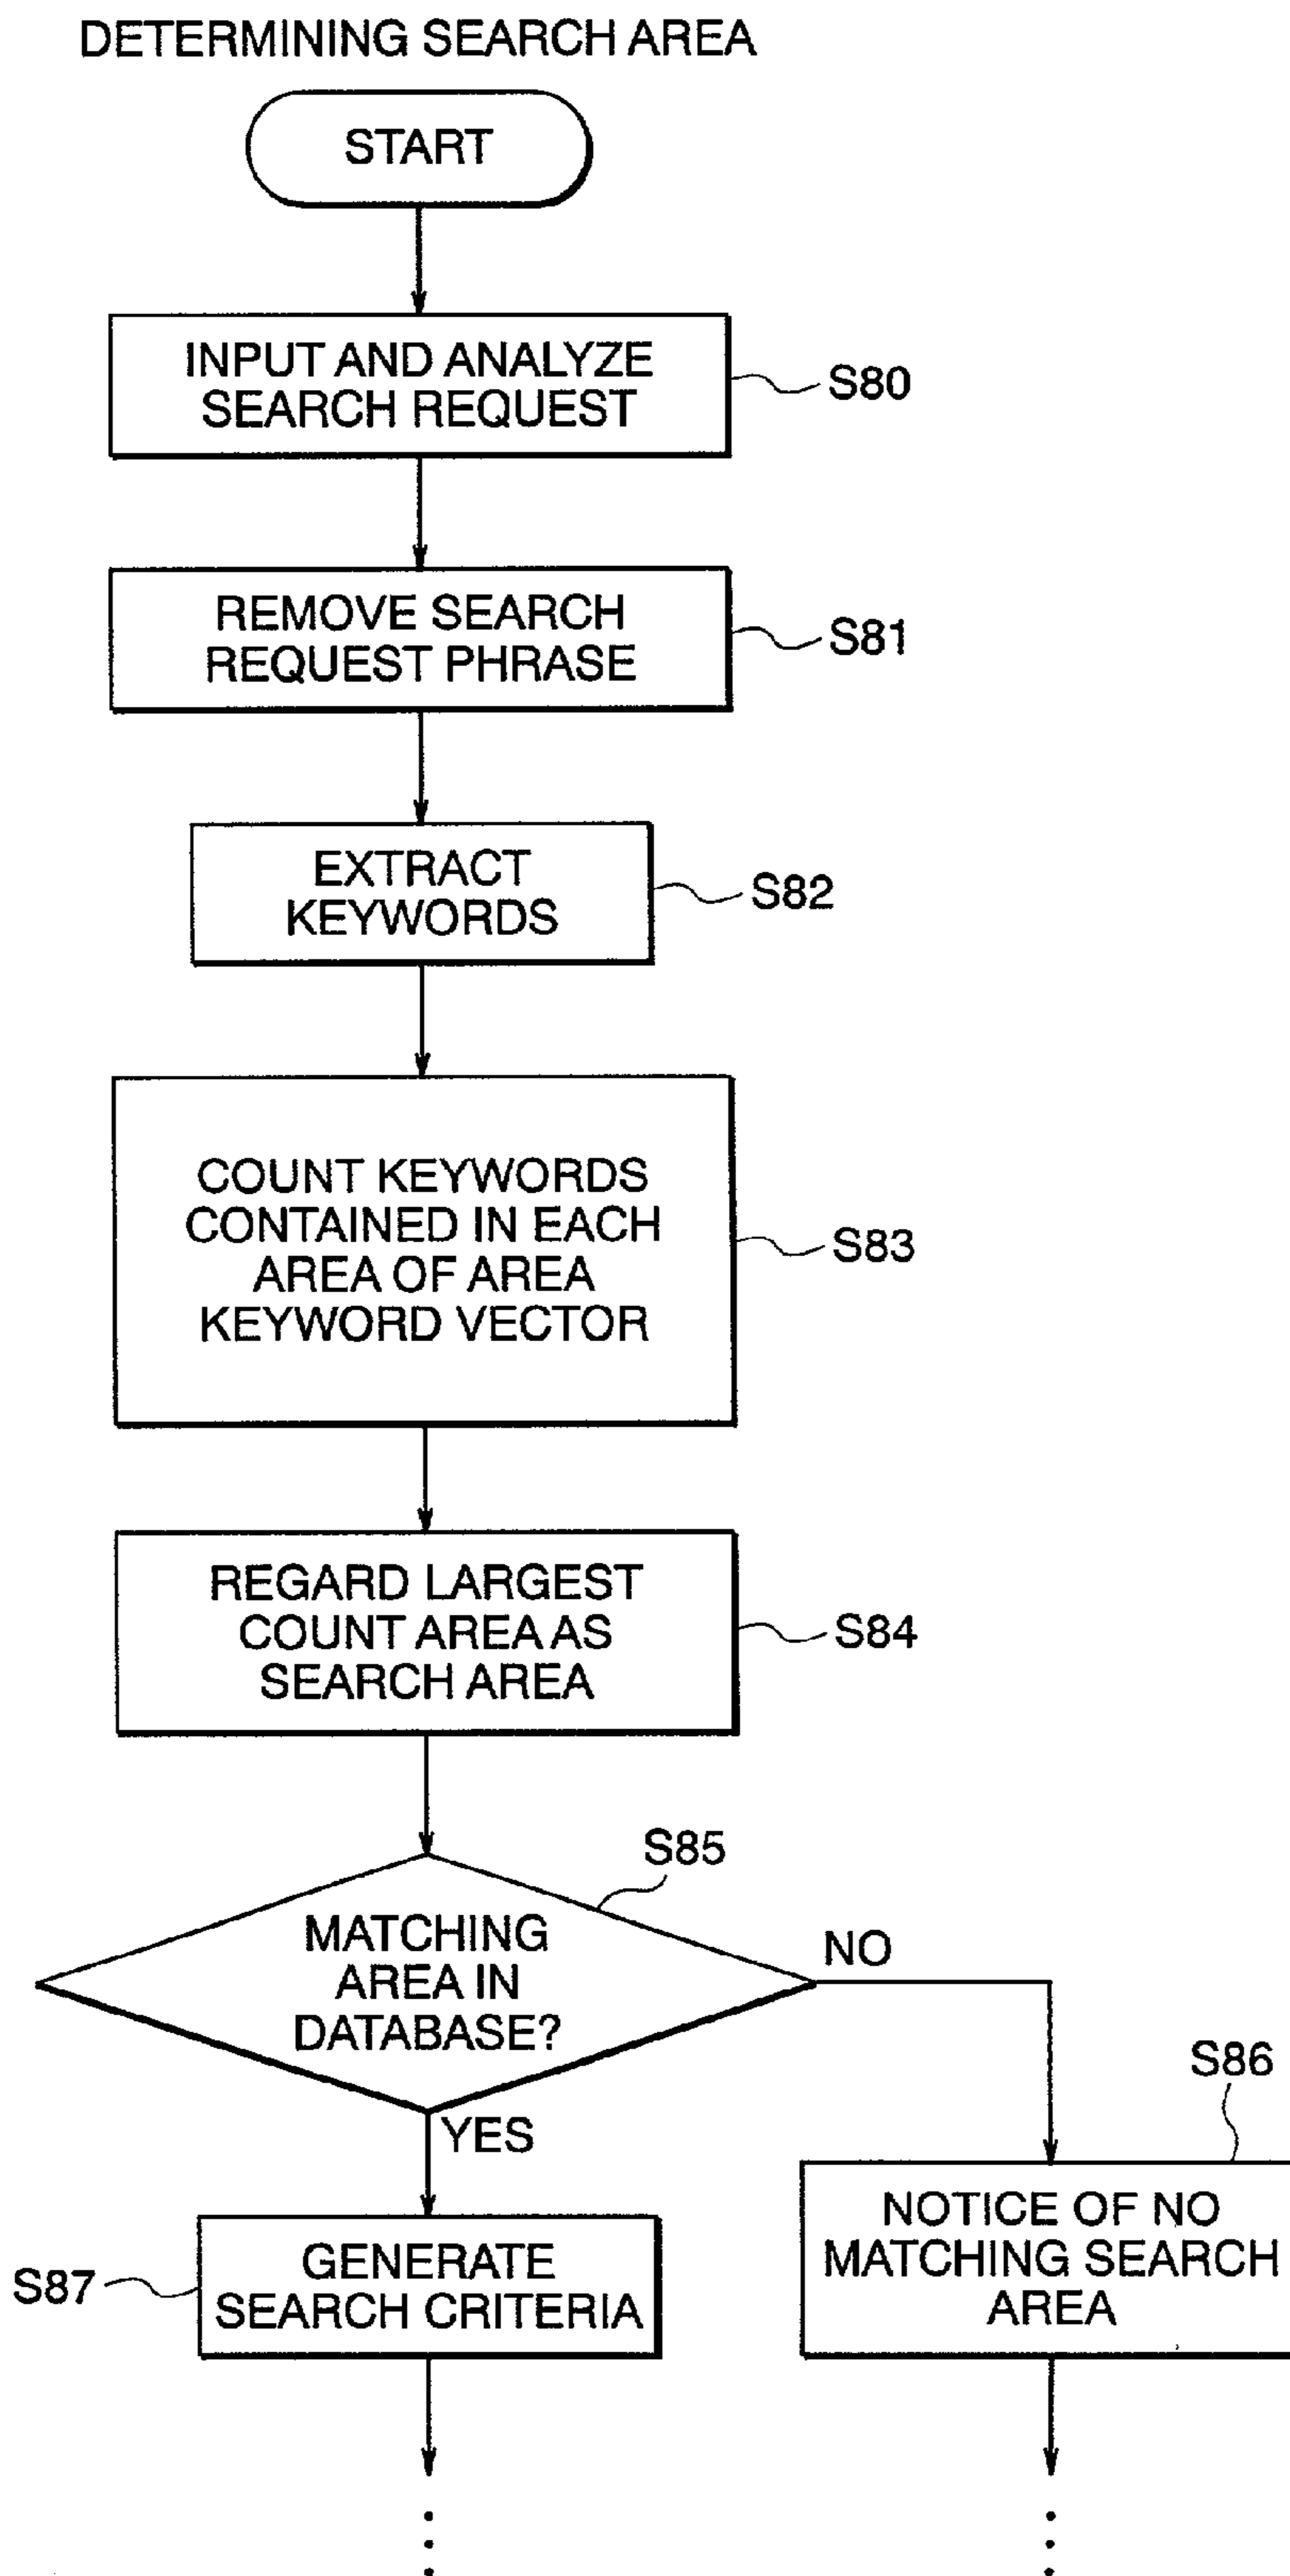 DETERMINING SEARCH AREA
START
INPUT AND ANALYZE
SEARCH REQUEST
S80
REMOVE SEARCH
REQUEST PHRASE
S81
EXTRACT
KEYWORDS
S82
COUNT KEYWORDS
CONTAINED IN EACH
AREA OF AREA
KEYWORD VECTOR
S83
REGARD LARGEST
COUNT AREA AS
SEARCH AREA
S84
S85
MATCHING
AREA IN
DATABASE?
NO
YES
S86
NOTICE OF NO
MATCHING SEARCH
AREA
S87
GENERATE
SEARCH CRITERIA